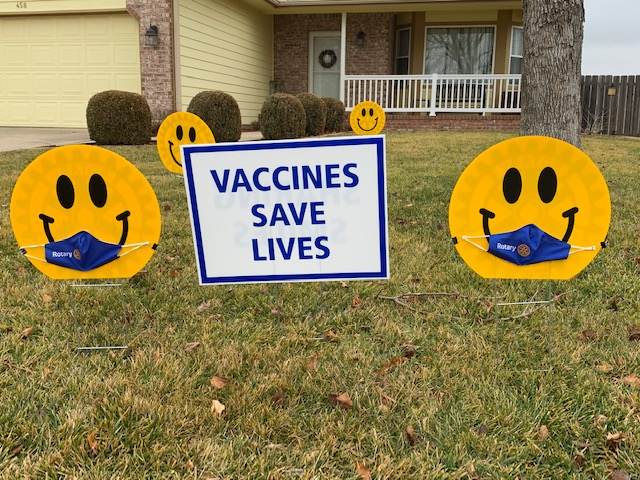 458
VACCINES
SAVE
LIVES
Rotary
Rotary